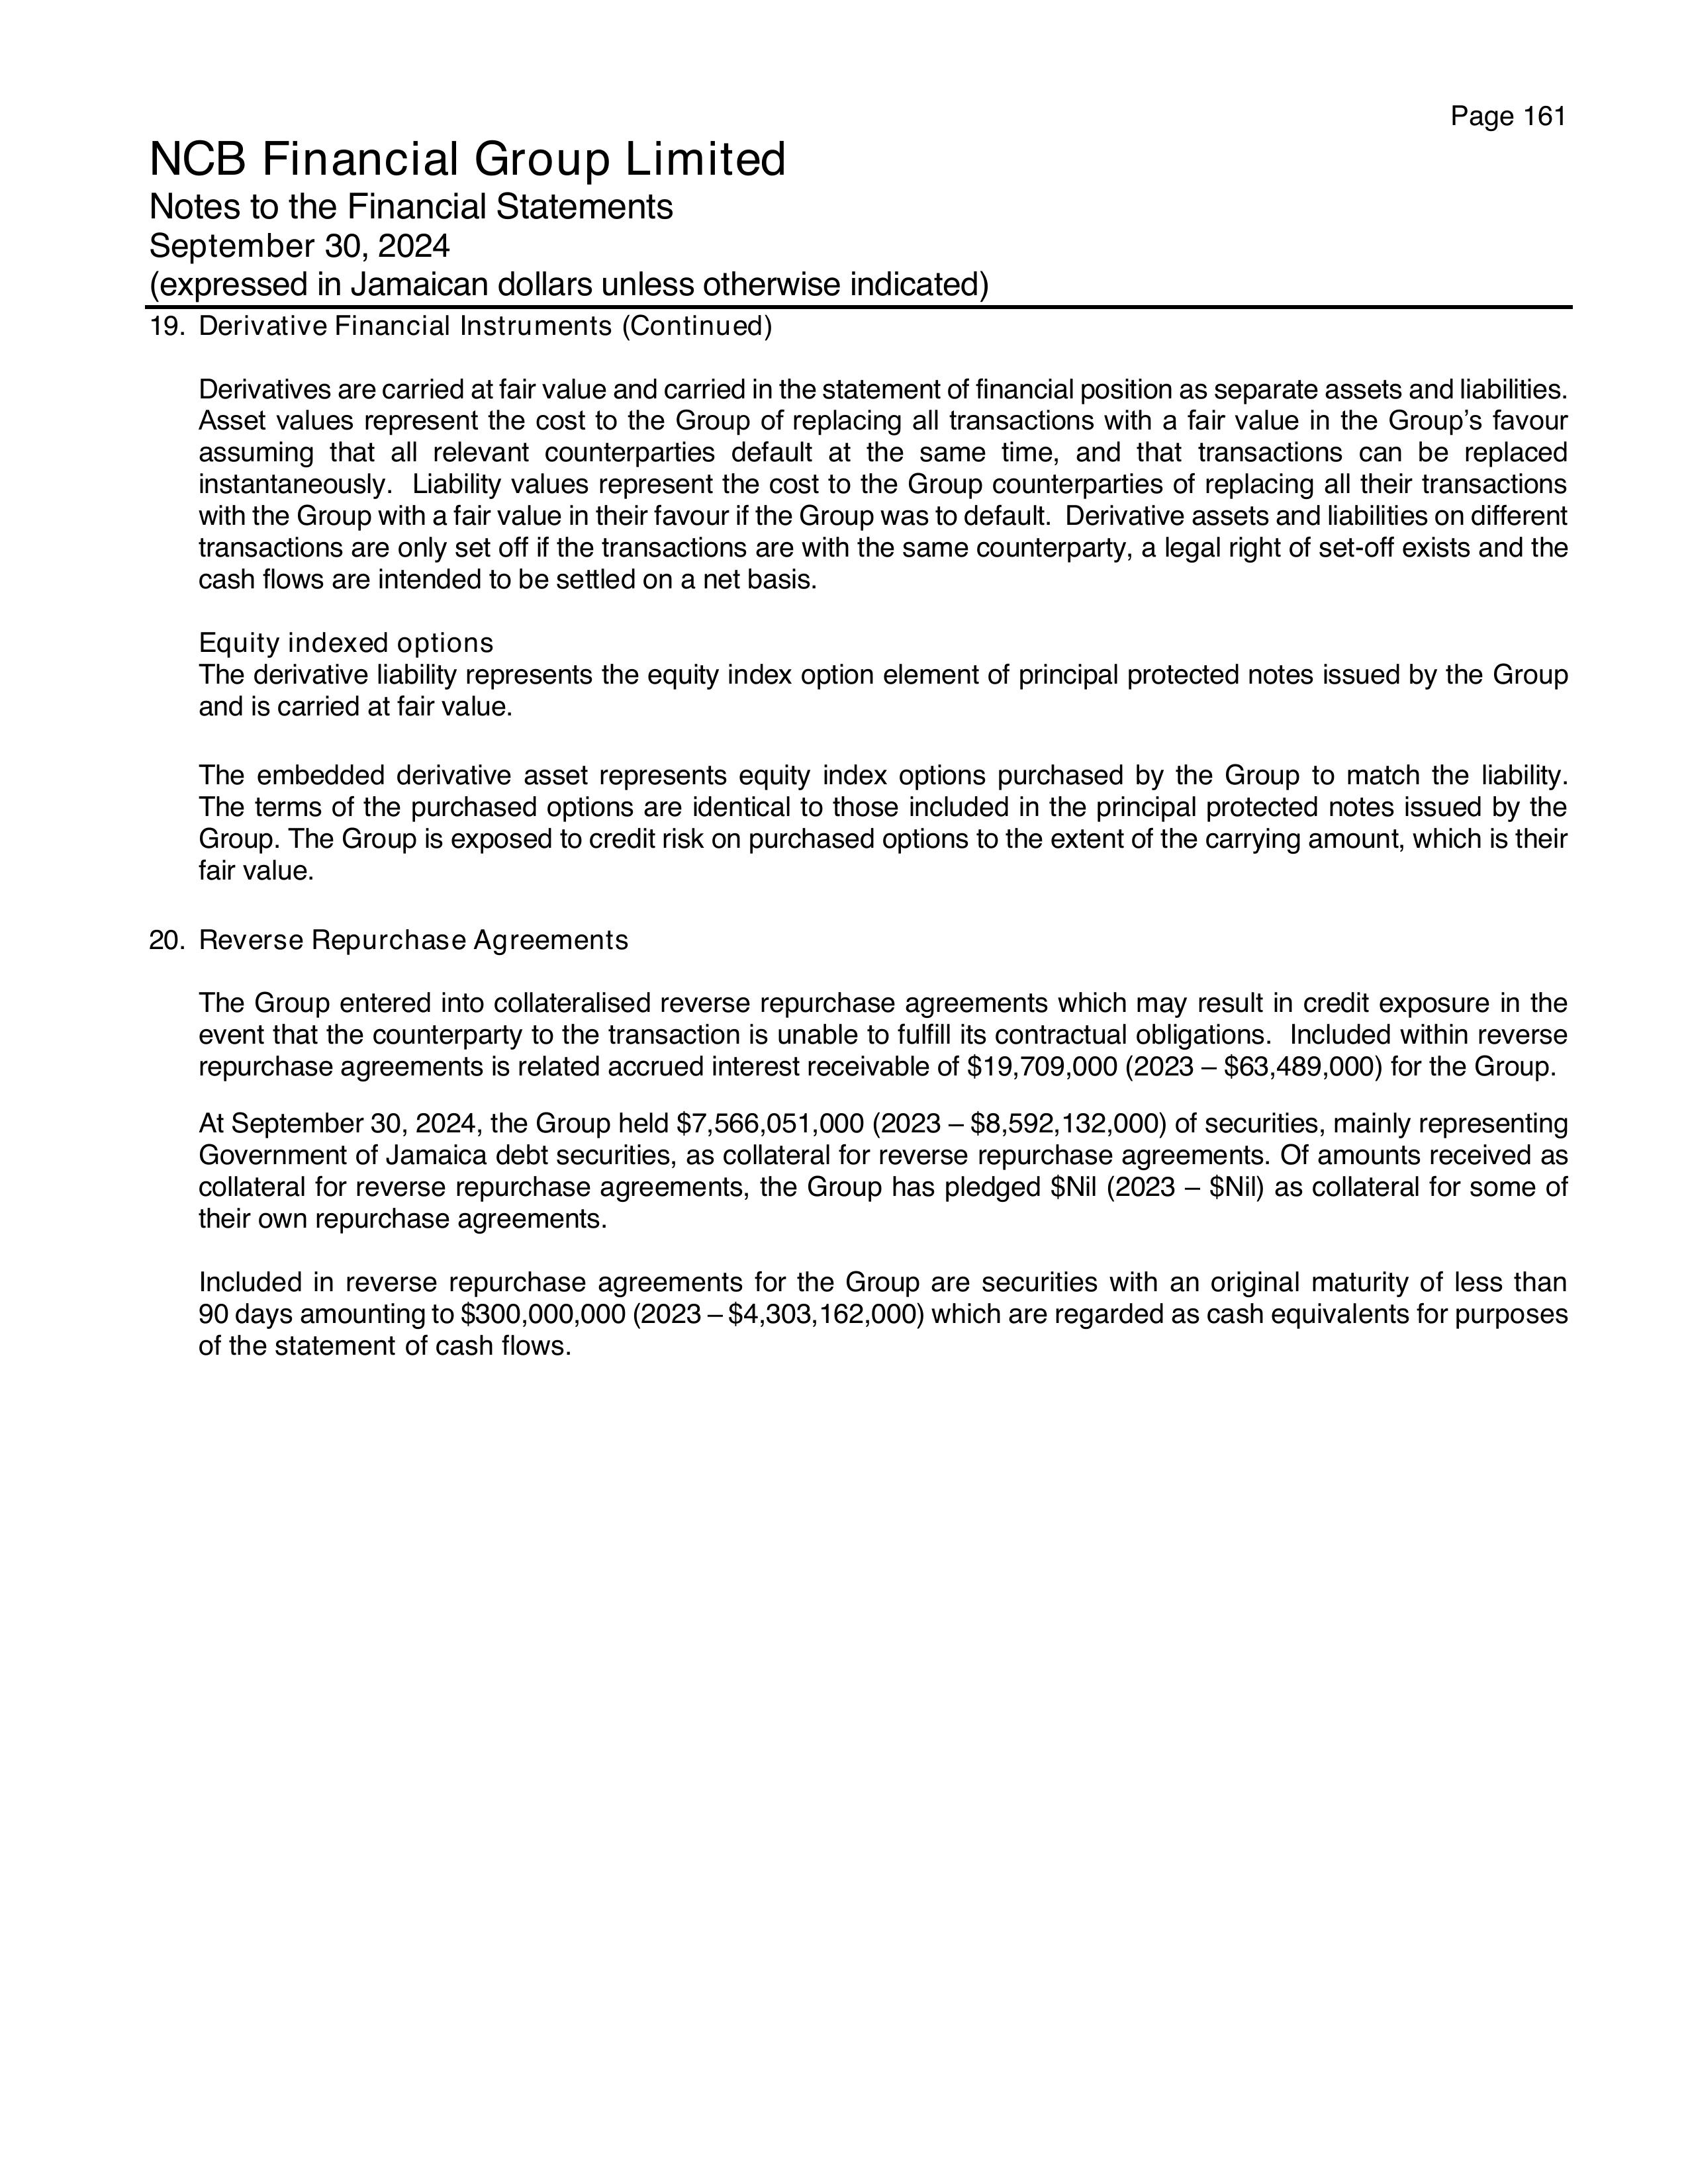 Page 161
NCB Financial Group Limited
Notes to the Financial Statements
September 30, 2024
(expressed in Jamaican dollars unless otherwise indicated)
19. Derivative Financial Instruments (Continued)
Derivatives are carried at fair value and carried in the statement of financial position as separate assets and liabilities.
Asset values represent the cost to the Group of replacing all transactions with a fair value in the Group’s favour
assuming that all relevant counterparties default at the same time, and that transactions can be replaced
instantaneously. Liability values represent the cost to the Group counterparties of replacing all their transactions
with the Group with a fair value in their favour if the Group was to default. Derivative assets and liabilities on different
transactions are only set off if the transactions are with the same counterparty, a legal right of set-off exists and the
cash flows are intended to be settled on a net basis.
Equity indexed options
The derivative liability represents the equity index option element of principal protected notes issued by the Group
and is carried at fair value.
The embedded derivative asset represents equity index options purchased by the Group to match the liability.
The terms of the purchased options are identical to those included in the principal protected notes issued by the
Group. The Group is exposed to credit risk on purchased options to the extent of the carrying amount, which is their
fair value.
20. Reverse Repurchase Agreements
The Group entered into collateralised reverse repurchase agreements which may result in credit exposure in the
event that the counterparty to the transaction is unable to fulfill its contractual obligations. Included within reverse
repurchase agreements is related accrued interest receivable of $19,709,000 (2023 – $63,489,000) for the Group.
At September 30, 2024, the Group held $7,566,051,000 (2023 – $8,592,132,000) of securities, mainly representing
Government of Jamaica debt securities, as collateral for reverse repurchase agreements. Of amounts received as
collateral for reverse repurchase agreements, the Group has pledged $Nil (2023 – $Nil) as collateral for some of
their own repurchase agreements.
Included in reverse repurchase agreements for the Group are securities with an original maturity of less than
90 days amounting to $300,000,000 (2023 – $4,303,162,000) which are regarded as cash equivalents for purposes
of the statement of cash flows.